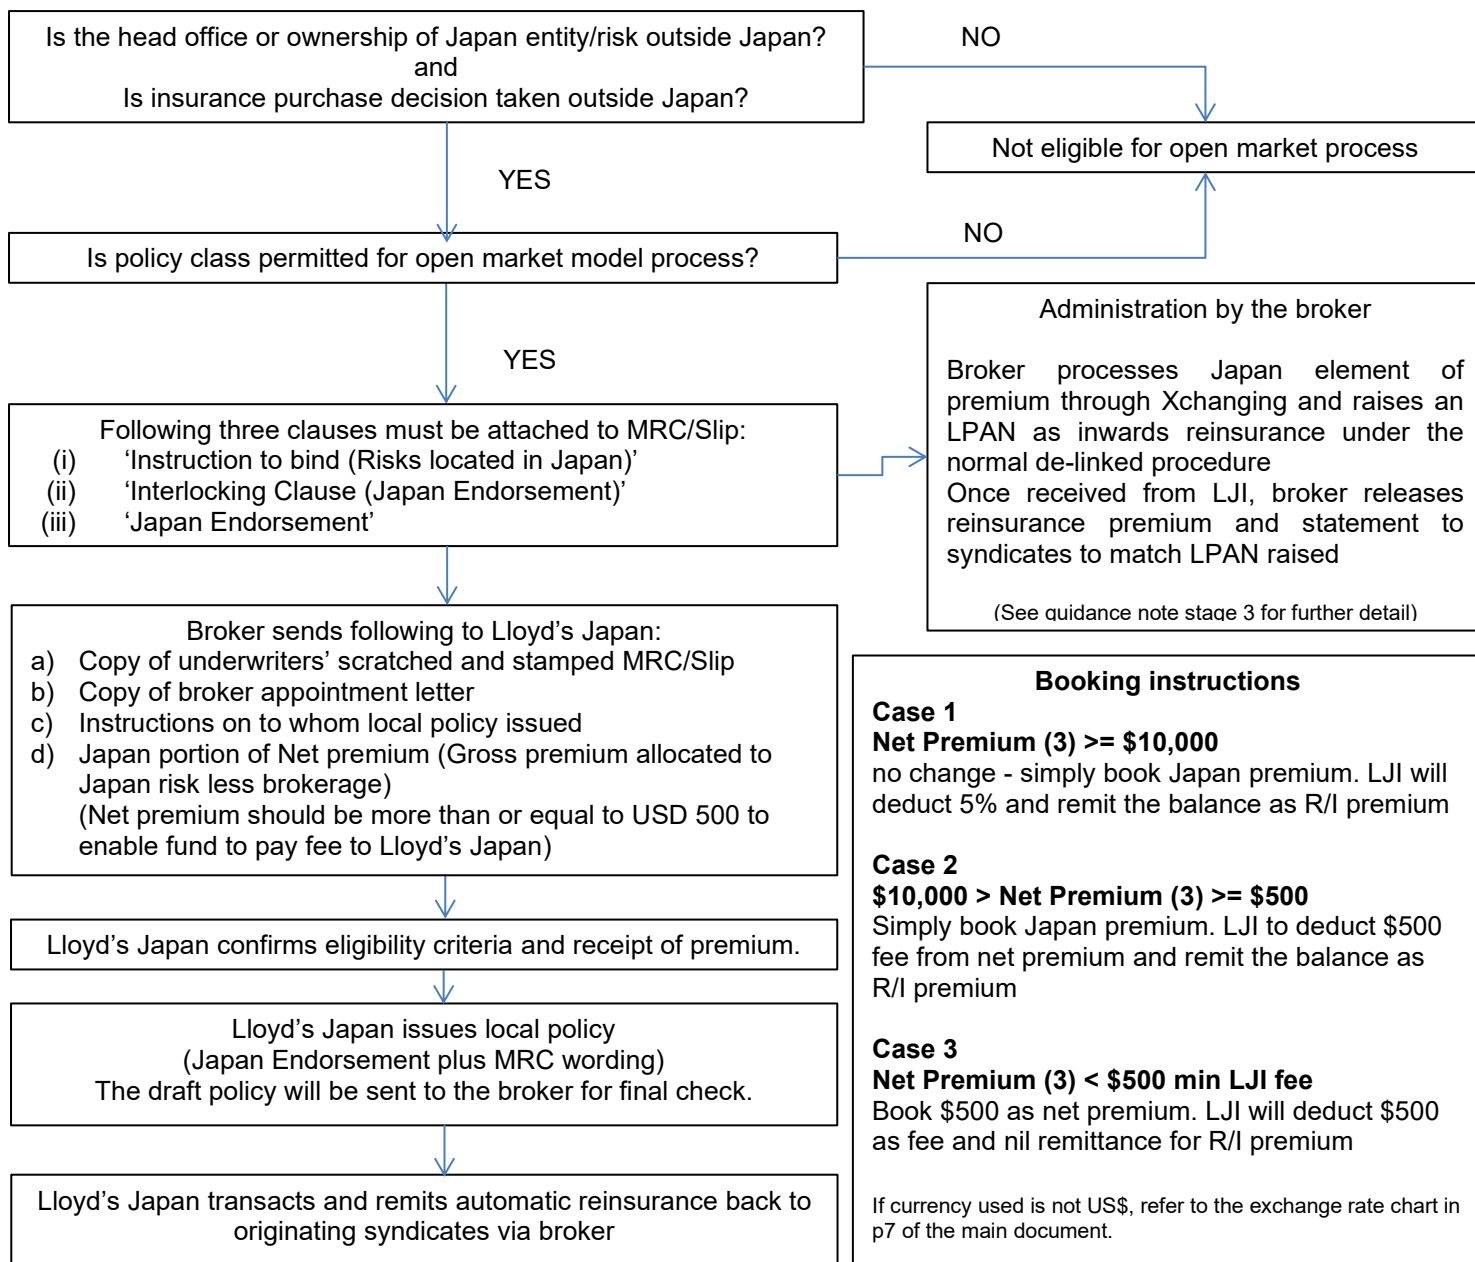 Is the head office or ownership of Japan entity/risk outside Japan?
and
Is insurance purchase decision taken outside Japan?
NO
Not eligible for open market process
YES
Is policy class permitted for open market model process?
NO
YES
Following three clauses must be attached to MRC/Slip:
(i) ‘Instruction to bind (Risks located in Japan)’
(ii) ‘Interlocking Clause (Japan Endorsement)’
(iii) ‘Japan Endorsement’
Administration by the broker
Broker processes Japan element of
premium through Xchanging and raises an
LPAN as inwards reinsurance under the
normal de-linked procedure
Once received from LJI, broker releases
reinsurance premium and statement to
syndicates to match LPAN raised
(See guidance note stage 3 for further detail)
Broker sends following to Lloyd’s Japan:
a) Copy of underwriters’ scratched and stamped MRC/Slip
b) Copy of broker appointment letter
c) Instructions on to whom local policy issued
d) Japan portion of Net premium (Gross premium allocated to
Japan risk less brokerage)
(Net premium should be more than or equal to USD 500 to
enable fund to pay fee to Lloyd’s Japan)
Lloyd’s Japan confirms eligibility criteria and receipt of premium.
Lloyd’s Japan issues local policy
(Japan Endorsement plus MRC wording)
The draft policy will be sent to the broker for final check.
Lloyd’s Japan transacts and remits automatic reinsurance back to
originating syndicates via broker
Booking instructions
Case 1
Net Premium (3) >= $10,000
no change - simply book Japan premium. LJI will
deduct 5% and remit the balance as R/I premium
Case 2
$10,000 > Net Premium (3) >= $500
Simply book Japan premium. LJI to deduct $500
fee from net premium and remit the balance as
R/I premium
Case 3
Net Premium (3) < $500 min LJI fee
Book $500 as net premium. LJI will deduct $500
as fee and nil remittance for R/I premium
If currency used is not US$, refer to the exchange rate chart in
p7 of the main document.